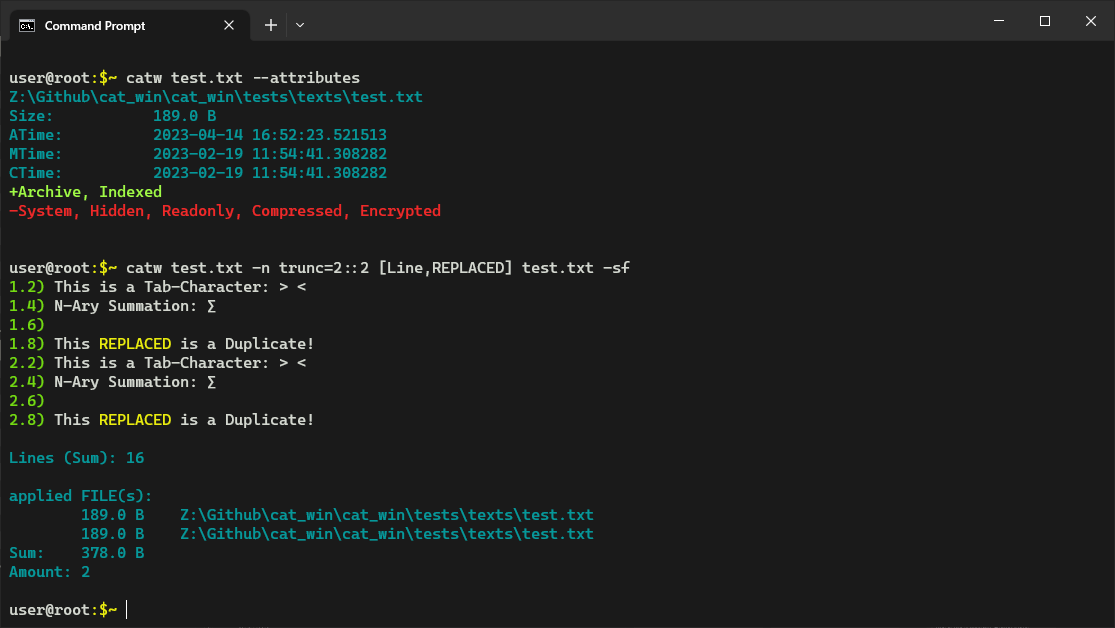 Command Prompt
user@root:$~ catw test.txt --attributes
Z:\Github\cat_win\cat_win\tests\texts\test.txt
Size: 189.0 B
ATime: 2023-04-14 16:52:23.521513
MTime: 2023-02-19 11:54:41.308282
CTime: 2023-02-19 11:54:41.308282
+Archive, Indexed
-System, Hidden, Readonly, Compressed, Encrypted
user@root:$~ catw test.txt -n trunc=2::2 [Line,REPLACED] test.txt -sf
1.2) This is a Tab-Character: > <
1.4) N-Ary Summation: ∑
1.6)
1.8) This REPLACED is a Duplicate!
2.2) This is a Tab-Character: > <
2.4) N-Ary Summation: ∑
2.6)
2.8) This REPLACED is a Duplicate!
Lines (Sum): 16
applied FILE(s):
189.0 B Z:\Github\cat_win\cat_win\tests\texts\test.txt
189.0 B Z:\Github\cat_win\cat_win\tests\texts\test.txt
Sum: 378.0 B
Amount: 2
user@root:$~